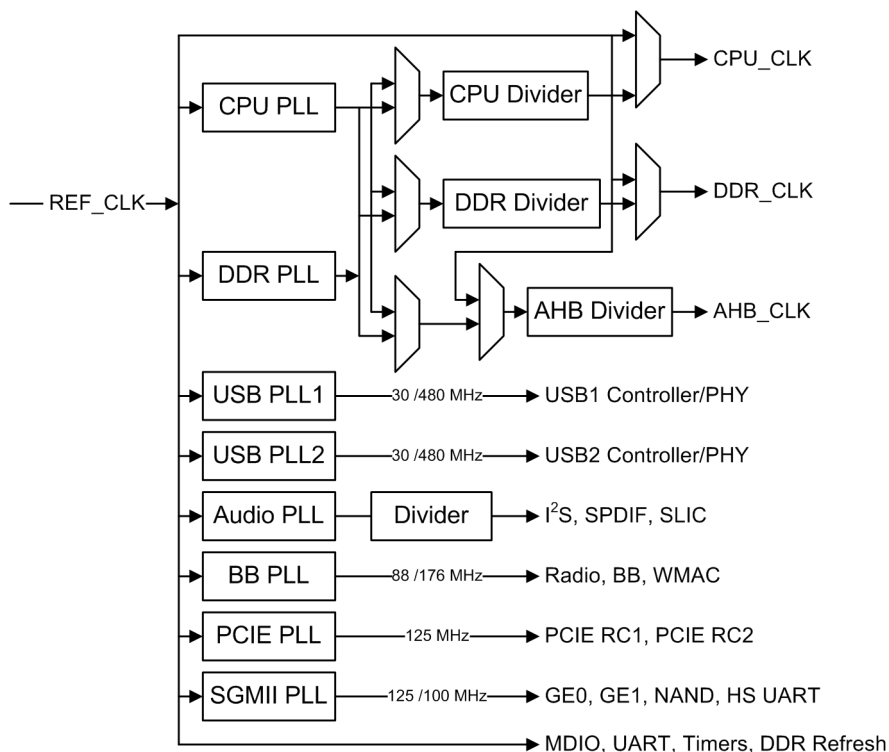 CPU_CLK
CPU PLL
CPU Divider
REF_CLK
DDR Divider
DDR_CLK
DDR PLL
AHB Divider
AHB_CLK
USB PLL1
30 /480 MHz
USB1 Controller/PHY
USB PLL2
30 /480 MHz
USB2 Controller/PHY
Audio PLL
Divider
I²S, SPDIF, SLIC
BB PLL
88 /176 MHz
Radio, BB, WMAC
PCIE PLL
125 MHz
PCIE RC1, PCIE RC2
SGMII PLL
125 /100 MHz
GE0, GE1, NAND, HS UART
MDIO, UART, Timers, DDR Refresh